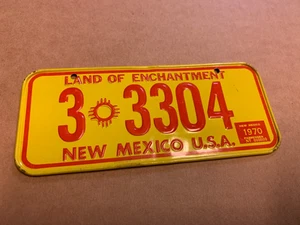 LAND OF ENCHANTMENT
3 3304
1970
NEW MEXICO U.S.A.